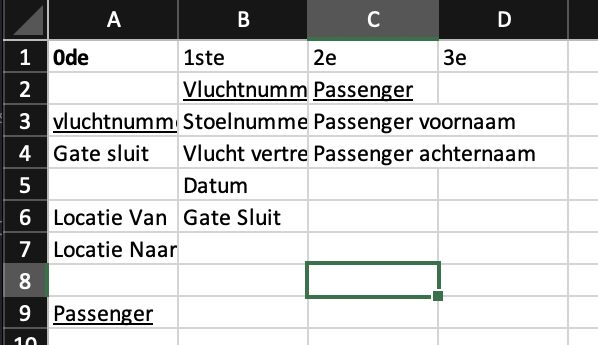 A B C D
1 0de 1ste 2e 3e
2 Vluchtnumm Passenger
3 vluchtnumm Stoelnumme Passenger voornaam
4 Gate sluit Vlucht vertre Passenger achternaam
5 Datum
6 Locatie Van Gate Sluit
7 Locatie Naar
8
9 Passenger
10